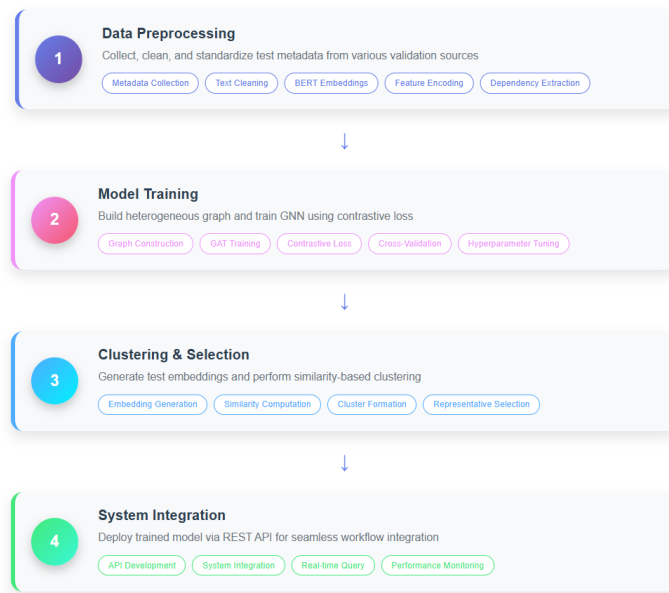 1
Data Preprocessing
Collect, clean, and standardize test metadata from various validation sources
Metadata Collection Text Cleaning BERT Embeddings Feature Encoding Dependency Extraction
↓
2
Model Training
Build heterogeneous graph and train GNN using contrastive loss
Graph Construction GAT Training Contrastive Loss Cross-Validation Hyperparameter Tuning
↓
3
Clustering & Selection
Generate test embeddings and perform similarity-based clustering
Embedding Generation Similarity Computation Cluster Formation Representative Selection
↓
4
System Integration
Deploy trained model via REST API for seamless workflow integration
API Development System Integration Real-time Query Performance Monitoring